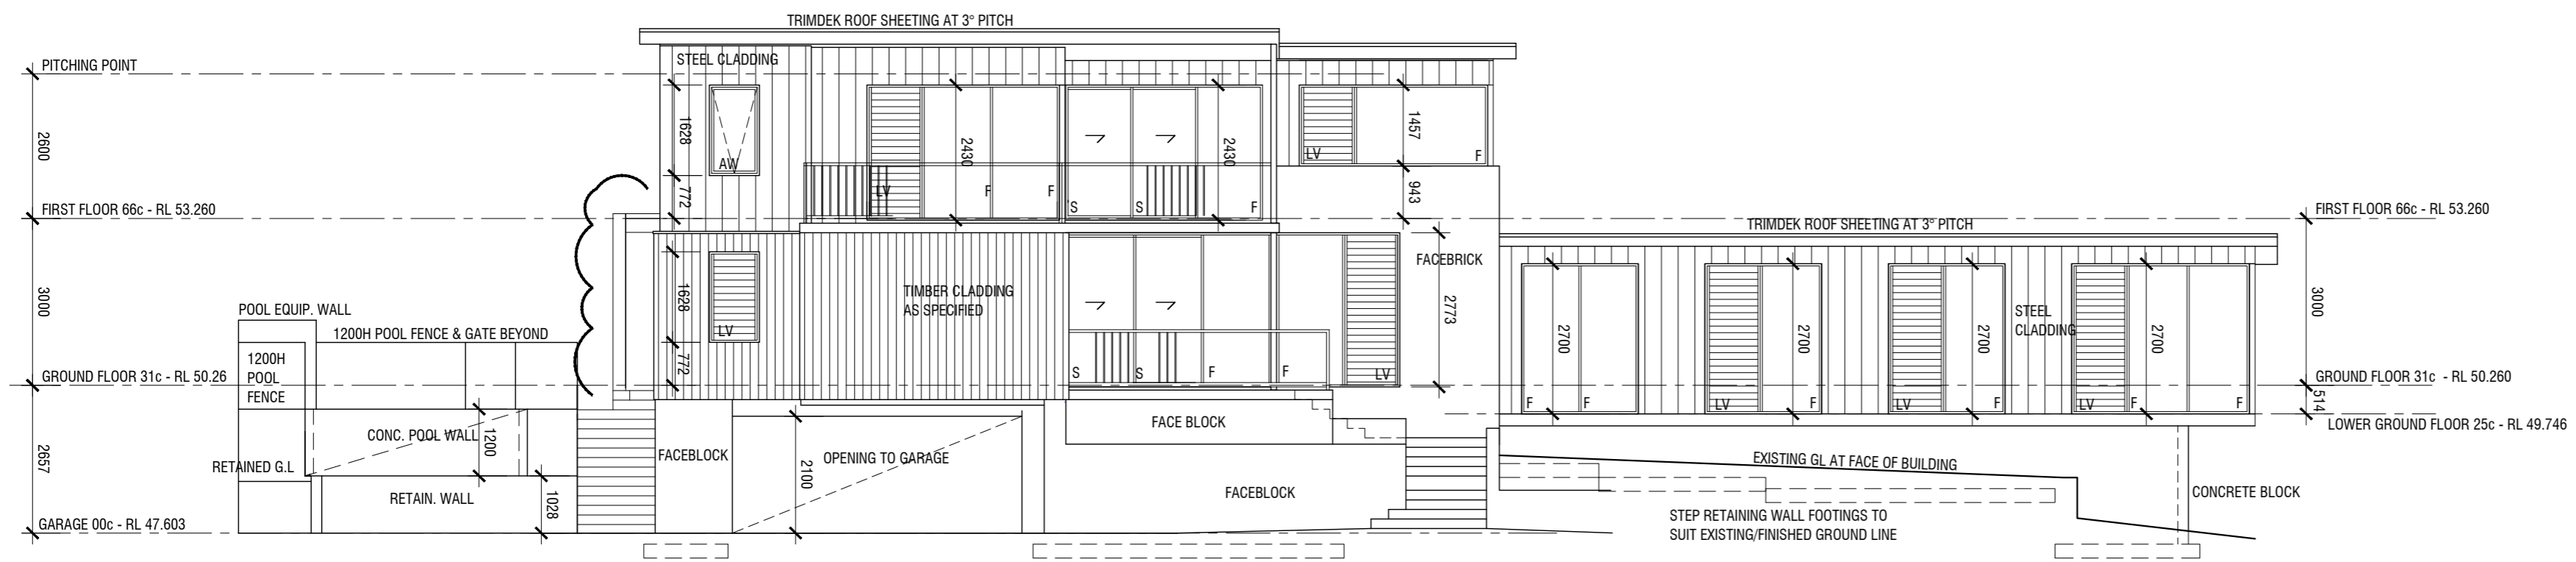 TRIMDEK ROOF SHEETING AT 3° PITCH
STEEL CLADDING
PITCHING POINT
1628
AW
2430
2430
1457
LV
F
2600
772
LV
F
F
S
S
F
943
FIRST FLOOR 66c - RL 53.260
FIRST FLOOR 66c - RL 53.260
TRIMDEK ROOF SHEETING AT 3° PITCH
FACEBRICK
3000
1628
LV
TIMBER CLADDING
AS SPECIFIED
2773
2700
2700
2700
STEEL
CLADDING
2700
3000
POOL EQUIP. WALL
1200H POOL FENCE & GATE BEYOND
1200H
POOL
FENCE
772
S
S
F
F
LV
GROUND FLOOR 31c - RL 50.26
GROUND FLOOR 31c - RL 50.260
F
F
LV
F
LV
F
LV
F
F
514
LOWER GROUND FLOOR 25c - RL 49.746
FACE BLOCK
CONC. POOL WALL
1200
2657
RETAINED G.L
FACEBLOCK
2100
OPENING TO GARAGE
EXISTING GL AT FACE OF BUILDING
RETAIN. WALL
1028
FACEBLOCK
CONCRETE BLOCK
GARAGE 00c - RL 47.603
STEP RETAINING WALL FOOTINGS TO
SUIT EXISTING/FINISHED GROUND LINE